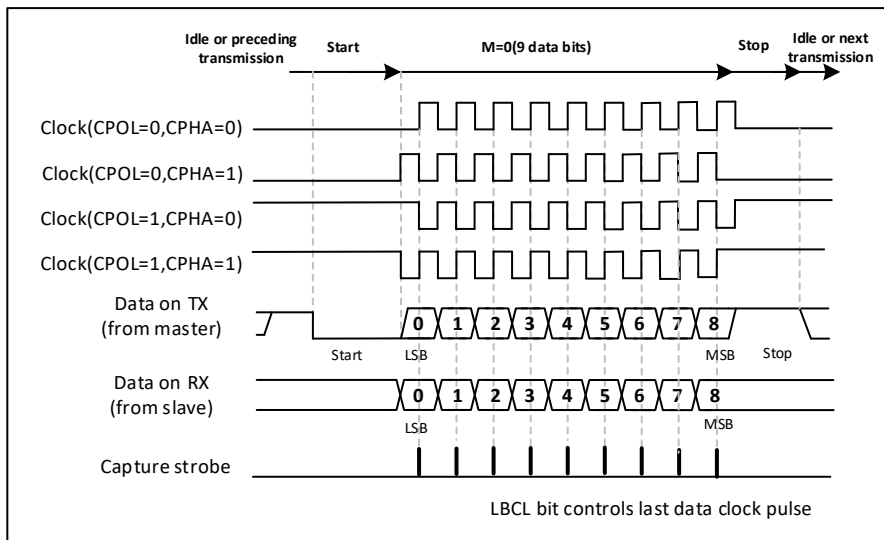 Idle or preceding
transmission
Start
M=0(9 data bits)
Stop
Idle or next
transmission
Clock(CPOL=0,CPHA=0)
Clock(CPOL=0,CPHA=1)
Clock(CPOL=1,CPHA=0)
Clock(CPOL=1,CPHA=1)
Data on TX
(from master)
0 1 2 3 4 5 6 7 8
Start
LSB
MSB
Stop
Data on RX
(from slave)
0 1 2 3 4 5 6 7 8
LSB
MSB
Capture strobe
LBCL bit controls last data clock pulse